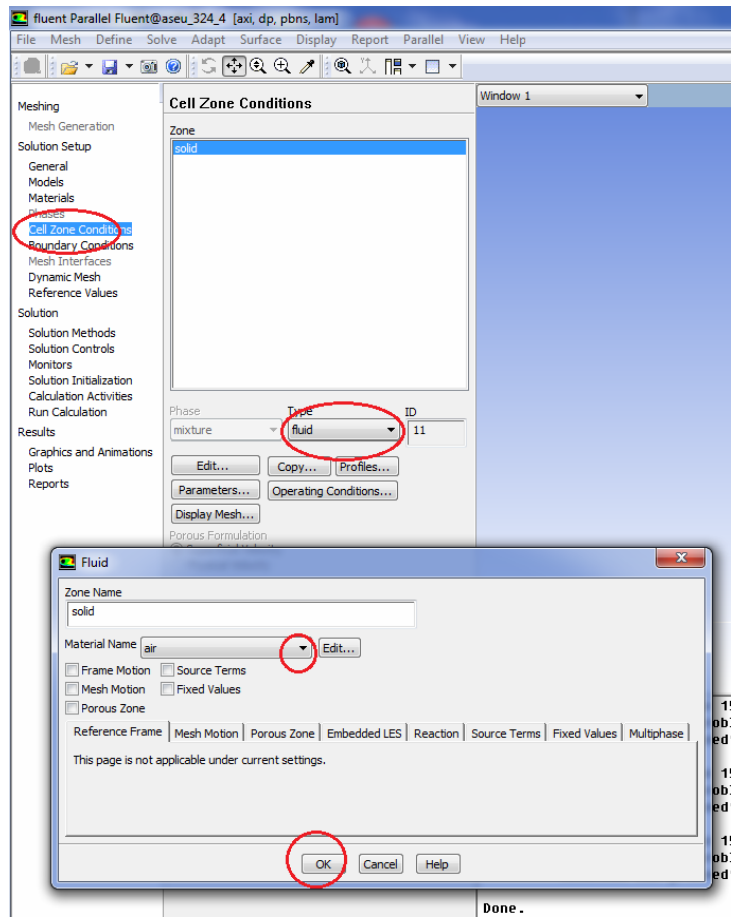 fluent Parallel Fluent@aseu_324_4 [axi, dp, pbns, lam]
File Mesh Define Solve Adapt Surface Display Report Parallel View Help
Meshing
Mesh Generation
Solution Setup
General
Models
Materials
Phases
Cell Zone Conditions
Boundary Conditions
Mesh Interfaces
Dynamic Mesh
Reference Values
Solution
Solution Methods
Solution Controls
Monitors
Solution Initialization
Calculation Activities
Run Calculation
Results
Graphics and Animations
Plots
Reports
Cell Zone Conditions
Zone
solid
Phase Type ID
mixture fluid 11
Edit... Copy... Profiles...
Parameters... Operating Conditions...
Display Mesh...
Porous Formulation
Window 1
Fluid
Zone Name
solid
Material Name air Edit...
Frame Motion Source Terms
Mesh Motion Fixed Values
Porous Zone
Reference Frame Mesh Motion Porous Zone Embedded LES Reaction Source Terms Fixed Values Multiphase
This page is not applicable under current settings.
OK Cancel Help
Done.